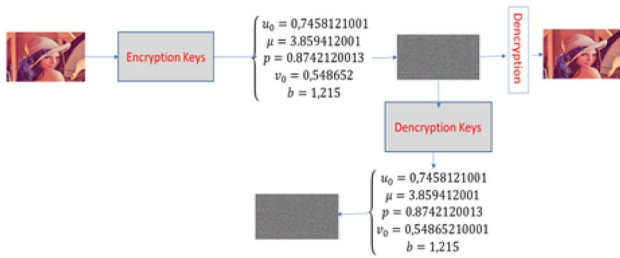 Encryption Keys
u₀ = 0,7458121001
μ = 3.859412001
p = 0.8742120013
v₀ = 0,548652
b = 1,215
Dencryption
Dencryption Keys
u₀ = 0,7458121001
μ = 3.859412001
p = 0.8742120013
v₀ = 0,54865210001
b = 1,215